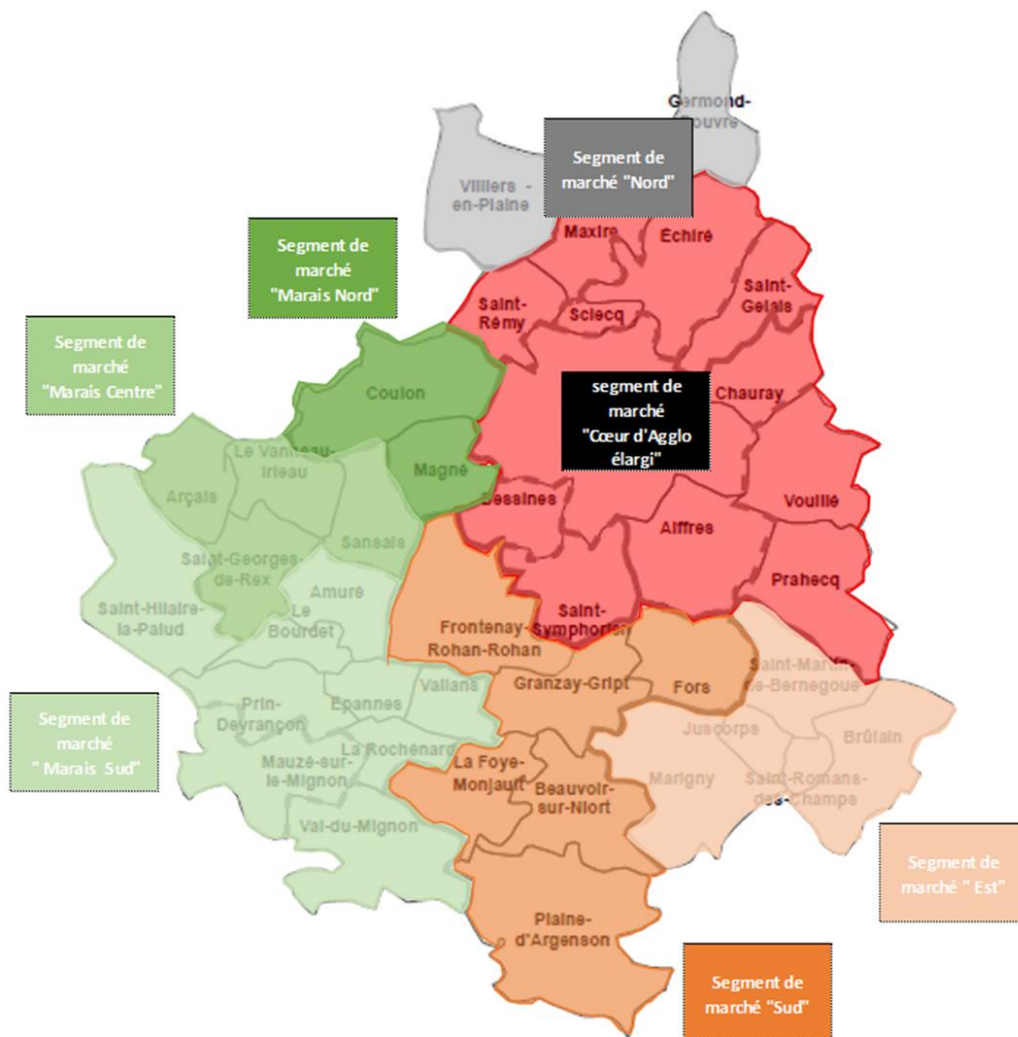 Germond-
Rouvre
Segment de
marché "Nord"
Villiers -
en-Plaine
Maxire
Échiré
Segment de
marché
"Marais Nord"
Saint-
Gelais
Saint-
Rémy
Sciecq
Segment de
marché
"Marais Centre"
Coulon
segment de
marché
"Cœur d'Agglo
élargi"
Chauray
Le Vanneau-
Irleau
Magné
Arçais
Bessines
Vouillé
Aiffres
Sansais
Saint-Georges-
de-Rex
Prahecq
Amuré
Saint-Hilaire-
la-Palud
Le
Bourdet
Saint-
Symphorien
Frontenay-
Rohan-Rohan
Saint-Martin-
de-Bernegoue
Vallans
Granzay-Gript
Fors
Epannes
Prin-
Deyrançon
Segment de
marché
" Marais Sud"
Juscorps
Brûlain
La Rochénard
La Foye-
Monjault
Mauzé-sur-
le-Mignon
Marigny
Saint-Romans-
des-Champs
Beauvoir-
sur-Niort
Val-du-Mignon
Segment de
marché " Est"
Plaine-
d'Argenson
Segment de
marché "Sud"